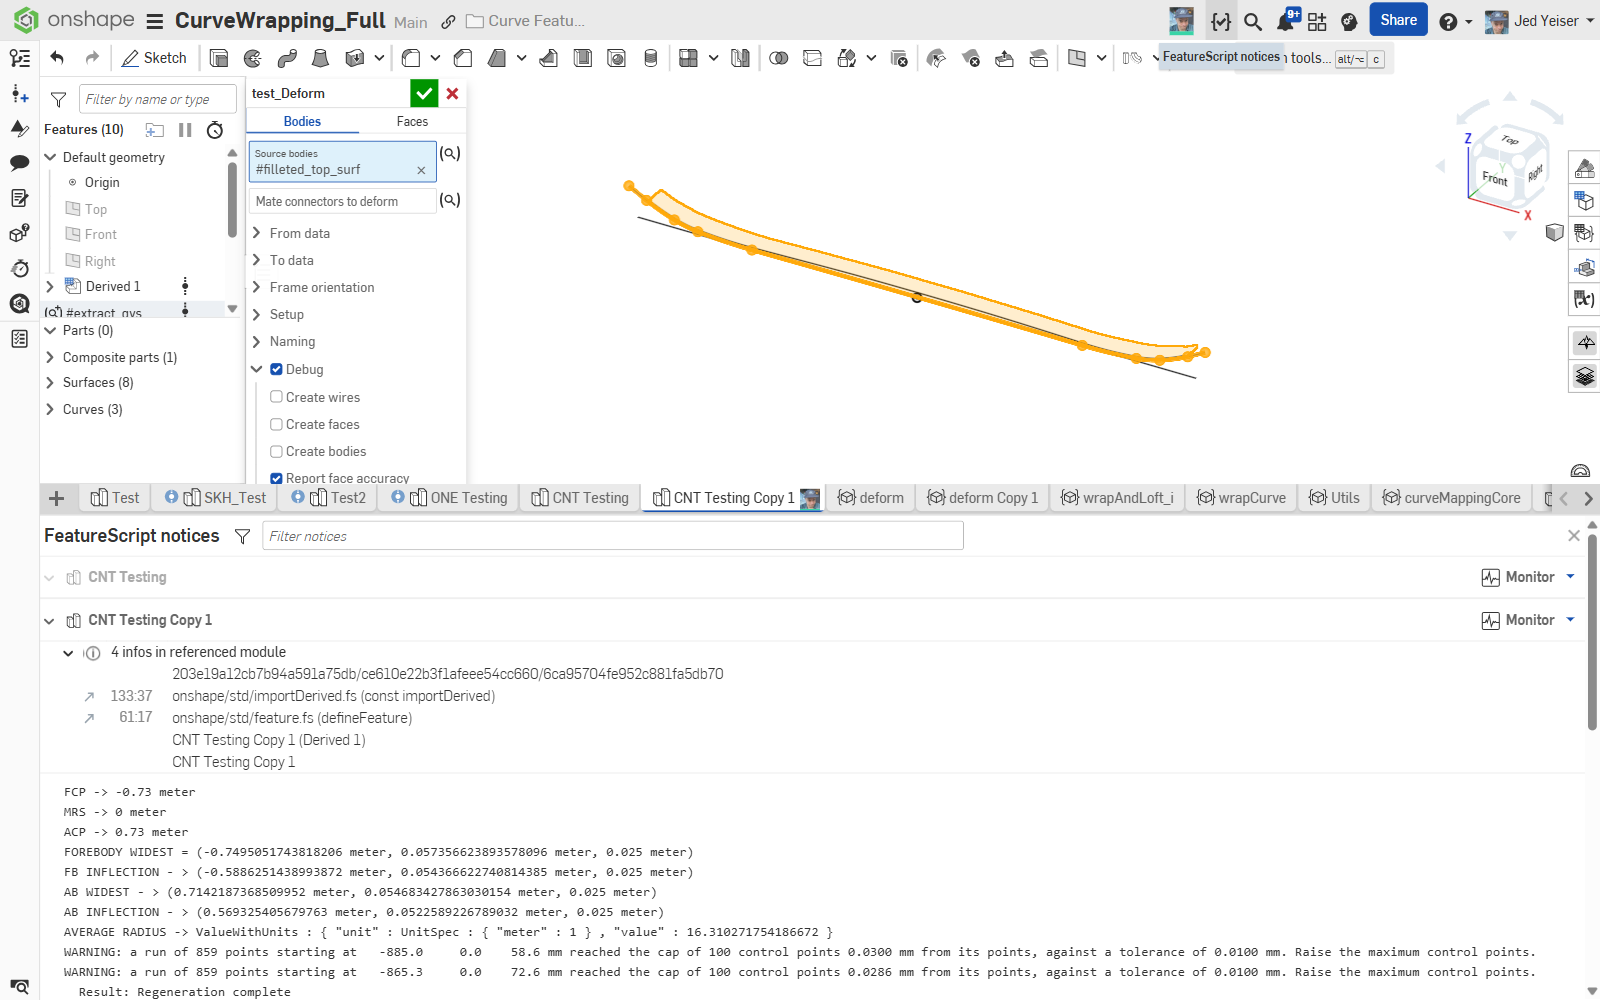 onshape
CurveWrapping_Full
Main
Curve Featu...
9+
Share
Jed Yeiser
Sketch
FeatureScript notices
tools...
alt/⌥
c
Filter by name or type
Features (10)
Default geometry
Origin
Top
Front
Right
Derived 1
#extract_qvs
Parts (0)
Composite parts (1)
Surfaces (8)
Curves (3)
test_Deform
Bodies
Faces
Source bodies
#filleted_top_surf
Mate connectors to deform
From data
To data
Frame orientation
Setup
Naming
Debug
Create wires
Create faces
Create bodies
Report face accuracy
Z
Top
Y
Front
Right
X
Test
SKH_Test
Test2
ONE Testing
CNT Testing
CNT Testing Copy 1
deform
deform Copy 1
wrapAndLoft_i
wrapCurve
Utils
curveMappingCore
FeatureScript notices
Filter notices
CNT Testing
Monitor
CNT Testing Copy 1
Monitor
4 infos in referenced module
203e19a12cb7b94a591a75db/ce610e22b3f1afeee54cc660/6ca95704fe952c881fa5db70
133:37 onshape/std/importDerived.fs (const importDerived)
61:17 onshape/std/feature.fs (defineFeature)
CNT Testing Copy 1 (Derived 1)
CNT Testing Copy 1
FCP -> -0.73 meter
MRS -> 0 meter
ACP -> 0.73 meter
FOREBODY WIDEST = (-0.7495051743818206 meter, 0.057356623893578096 meter, 0.025 meter)
FB INFLECTION - > (-0.5886251438993872 meter, 0.054366622740814385 meter, 0.025 meter)
AB WIDEST - > (0.7142187368509952 meter, 0.054683427863030154 meter, 0.025 meter)
AB INFLECTION - > (0.569325405679763 meter, 0.0522589226789032 meter, 0.025 meter)
AVERAGE RADIUS -> ValueWithUnits : { "unit" : UnitSpec : { "meter" : 1 } , "value" : 16.310271754186672 }
WARNING: a run of 859 points starting at -885.0 0.0 58.6 mm reached the cap of 100 control points 0.0300 mm from its points, against a tolerance of 0.0100 mm. Raise the maximum control points.
WARNING: a run of 859 points starting at -865.3 0.0 72.6 mm reached the cap of 100 control points 0.0286 mm from its points, against a tolerance of 0.0100 mm. Raise the maximum control points.
Result: Regeneration complete